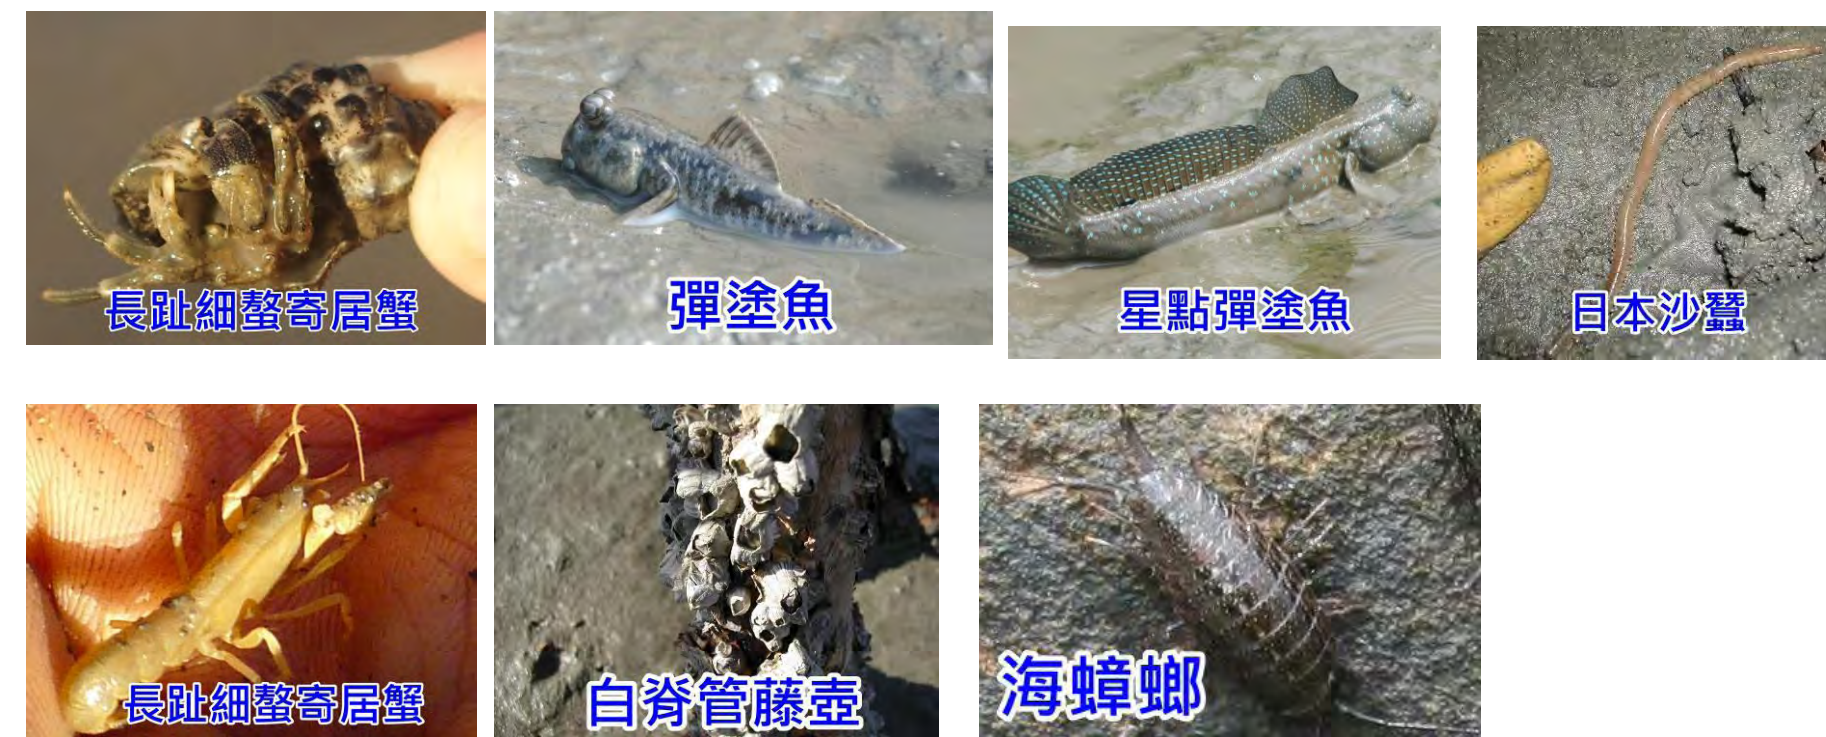 長趾細螯寄居蟹
彈塗魚
星點彈塗魚
日本沙蠶
長趾細螯寄居蟹
白脊管藤壺
海蟑螂